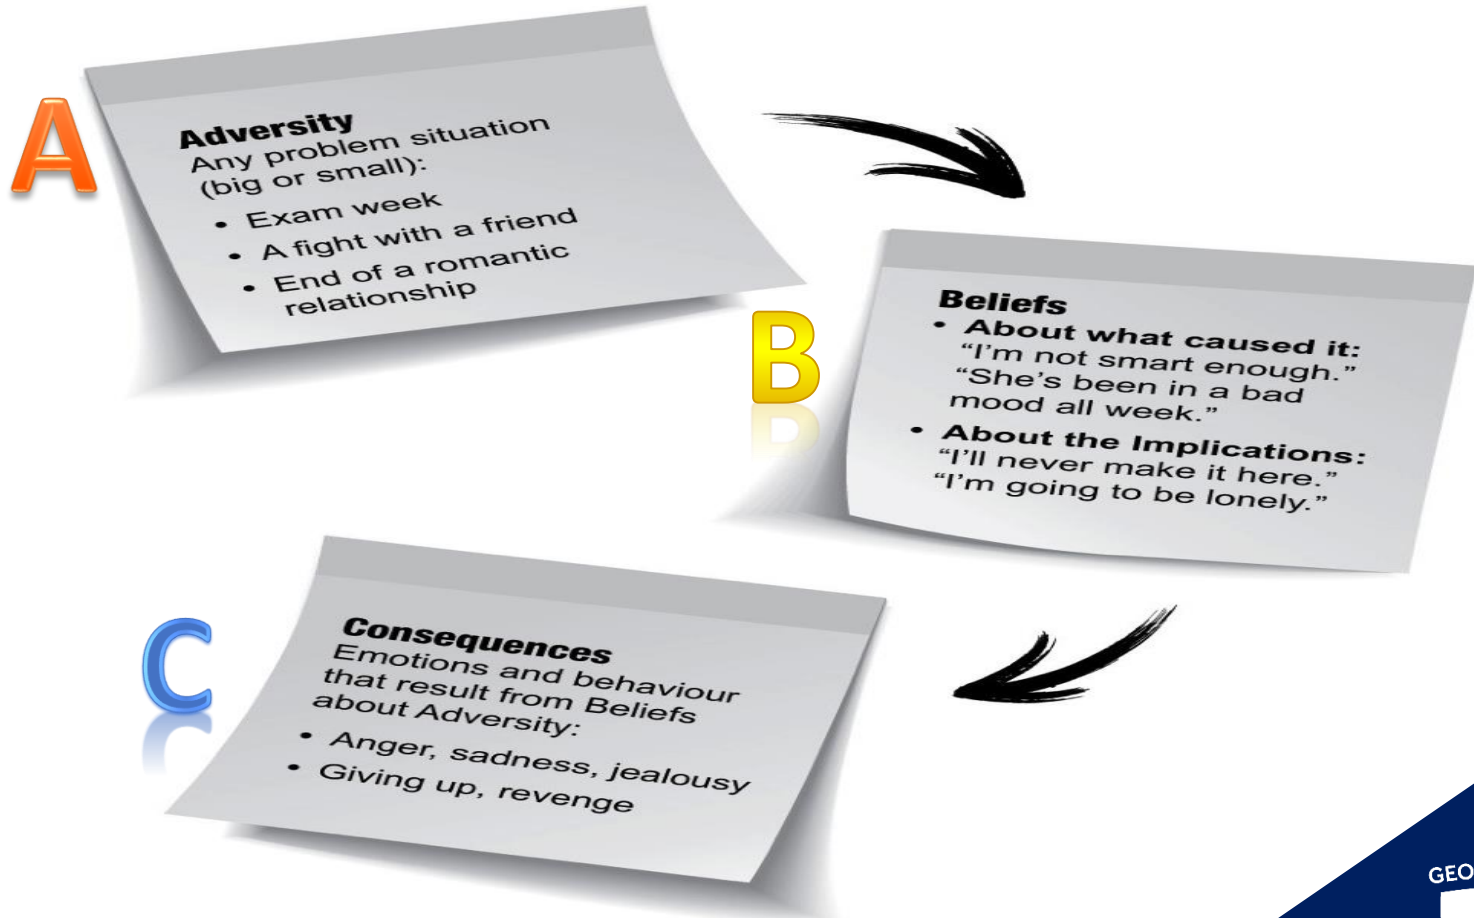 A
Adversity
Any problem situation
(big or small):
• Exam week
• A fight with a friend
• End of a romantic
relationship
B
Beliefs
• About what caused it:
“I’m not smart enough.”
“She’s been in a bad
mood all week.”
• About the Implications:
“I’ll never make it here.”
“I’m going to be lonely.”
C
Consequences
Emotions and behaviour
that result from Beliefs
about Adversity:
• Anger, sadness, jealousy
• Giving up, revenge
GEO